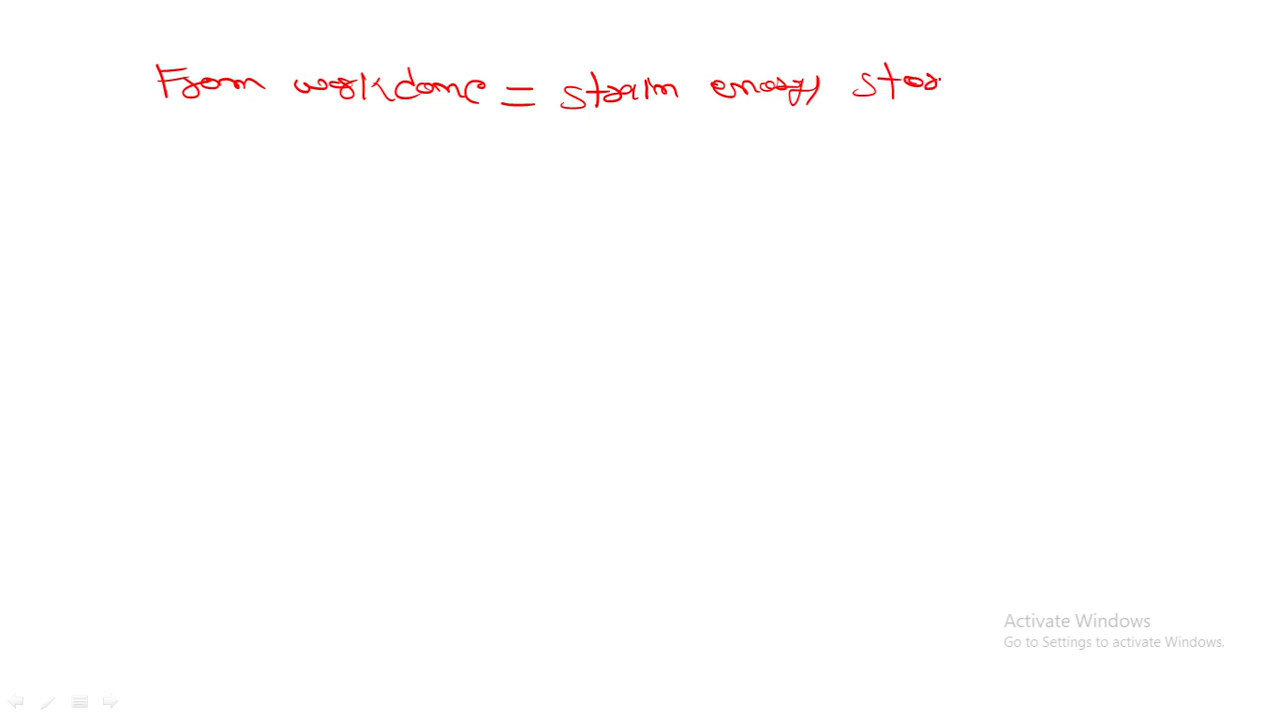 From workdone = strain energy stor
Activate Windows
Go to Settings to activate Windows.